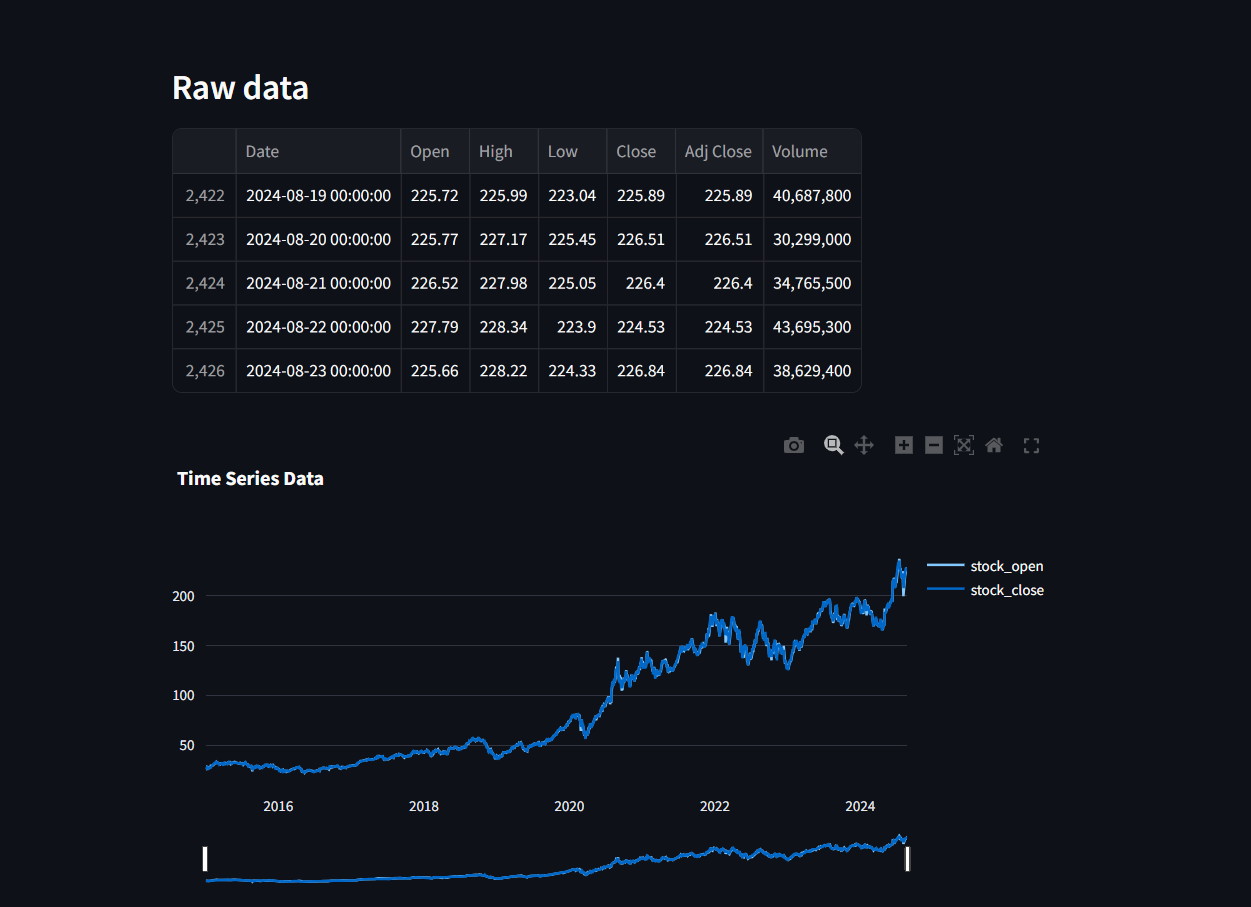 Raw data
Date Open High Low Close Adj Close Volume
2,422 2024-08-19 00:00:00 225.72 225.99 223.04 225.89 225.89 40,687,800
2,423 2024-08-20 00:00:00 225.77 227.17 225.45 226.51 226.51 30,299,000
2,424 2024-08-21 00:00:00 226.52 227.98 225.05 226.4 226.4 34,765,500
2,425 2024-08-22 00:00:00 227.79 228.34 223.9 224.53 224.53 43,695,300
2,426 2024-08-23 00:00:00 225.66 228.22 224.33 226.84 226.84 38,629,400
Time Series Data
stock_open
stock_close
200
150
100
50
2016 2018 2020 2022 2024